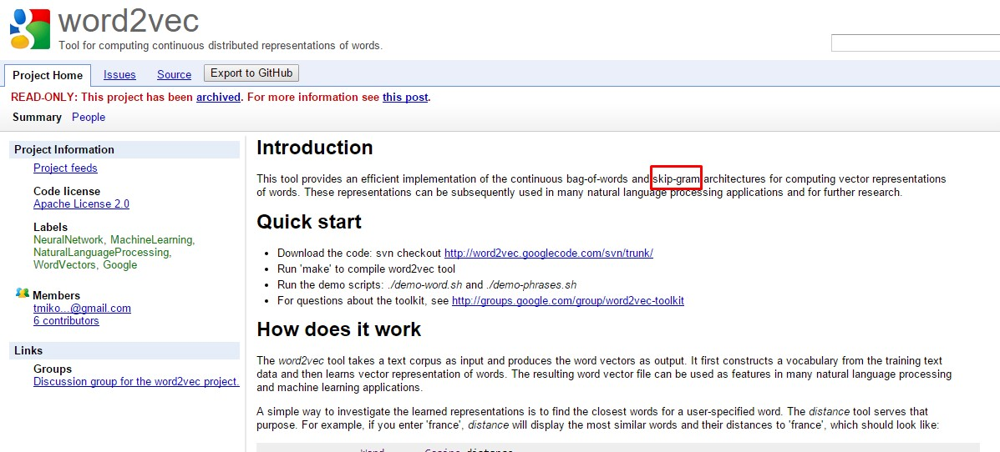 word2vec
Tool for computing continuous distributed representations of words.
Project Home Issues Source Export to GitHub
READ-ONLY: This project has been archived. For more information see this post.
Summary People
Project Information
Project feeds
Code license
Apache License 2.0
Labels
NeuralNetwork, MachineLearning,
NaturalLanguageProcessing,
WordVectors, Google
Members
tmiko...@gmail.com
6 contributors
Links
Groups
Discussion group for the word2vec project.
Introduction
This tool provides an efficient implementation of the continuous bag-of-words and skip-gram architectures for computing vector representations
of words. These representations can be subsequently used in many natural language processing applications and for further research.
Quick start
• Download the code: svn checkout http://word2vec.googlecode.com/svn/trunk/
• Run 'make' to compile word2vec tool
• Run the demo scripts: ./demo-word.sh and ./demo-phrases.sh
• For questions about the toolkit, see http://groups.google.com/group/word2vec-toolkit
How does it work
The word2vec tool takes a text corpus as input and produces the word vectors as output. It first constructs a vocabulary from the training text
data and then learns vector representation of words. The resulting word vector file can be used as features in many natural language processing
and machine learning applications.
A simple way to investigate the learned representations is to find the closest words for a user-specified word. The distance tool serves that
purpose. For example, if you enter 'france', distance will display the most similar words and their distances to 'france', which should look like:
Word Cosine distance